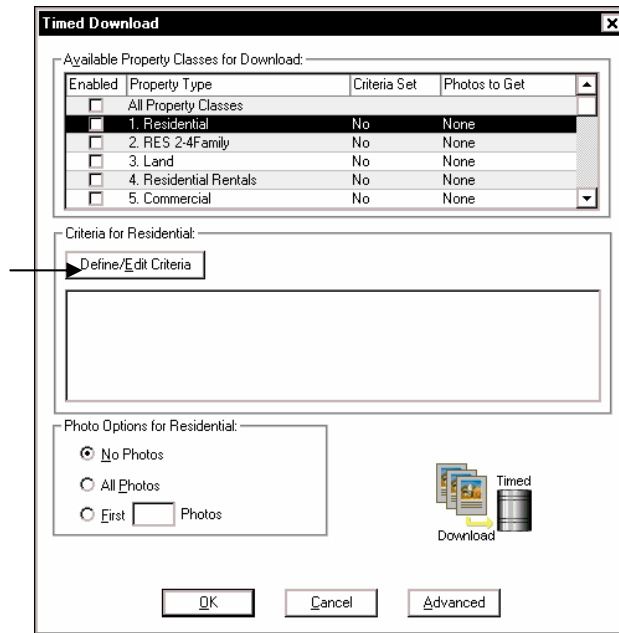 Timed Download
Available Property Classes for Download:
Enabled Property Type Criteria Set Photos to Get
All Property Classes
1. Residential No None
2. RES 2-4Family No None
3. Land No None
4. Residential Rentals No None
5. Commercial No None
Criteria for Residential:
Define/Edit Criteria
Photo Options for Residential:
No Photos
All Photos
First Photos
Timed
Download
OK Cancel Advanced